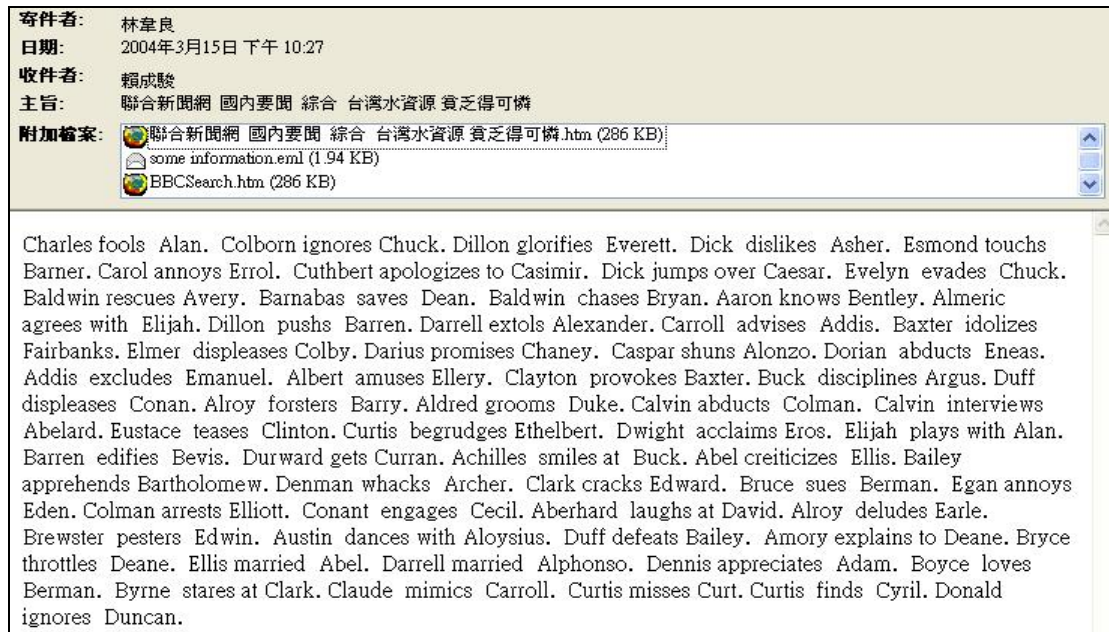 寄件者: 林韋良
日期: 2004年3月15日 下午 10:27
收件者: 賴成駿
主旨: 聯合新聞網 國內要聞 綜合 台灣水資源 貧乏得可憐
附加檔案: 聯合新聞網 國內要聞 綜合 台灣水資源 貧乏得可憐.htm (286 KB)
some information.eml (1.94 KB)
BBCSearch.htm (286 KB)
Charles fools Alan. Colborn ignores Chuck. Dillon glorifies Everett. Dick dislikes Asher. Esmond touchs
Barner. Carol annoys Errol. Cuthbert apologizes to Casimir. Dick jumps over Caesar. Evelyn evades Chuck.
Baldwin rescues Avery. Barnabas saves Dean. Baldwin chases Bryan. Aaron knows Bentley. Almeric
agrees with Elijah. Dillon pushs Barren. Darrell extols Alexander. Carroll advises Addis. Baxter idolizes
Fairbanks. Elmer displeases Colby. Darius promises Chaney. Caspar shuns Alonzo. Dorian abducts Eneas.
Addis excludes Emanuel. Albert amuses Ellery. Clayton provokes Baxter. Buck disciplines Argus. Duff
displeases Conan. Alroy forsters Barry. Aldred grooms Duke. Calvin abducts Colman. Calvin interviews
Abelard. Eustace teases Clinton. Curtis begrudges Ethelbert. Dwight acclaims Eros. Elijah plays with Alan.
Barren edifies Bevis. Durward gets Curran. Achilles smiles at Buck. Abel creiticizes Ellis. Bailey
apprehends Bartholomew. Denman whacks Archer. Clark cracks Edward. Bruce sues Berman. Egan annoys
Eden. Colman arrests Elliott. Conant engages Cecil. Aberhard laughs at David. Alroy deludes Earle.
Brewster pesters Edwin. Austin dances with Aloysius. Duff defeats Bailey. Amory explains to Deane. Bryce
throttles Deane. Ellis married Abel. Darrell married Alphonso. Dennis appreciates Adam. Boyce loves
Berman. Byrne stares at Clark. Claude mimics Carroll. Curtis misses Curt. Curtis finds Cyril. Donald
ignores Duncan.